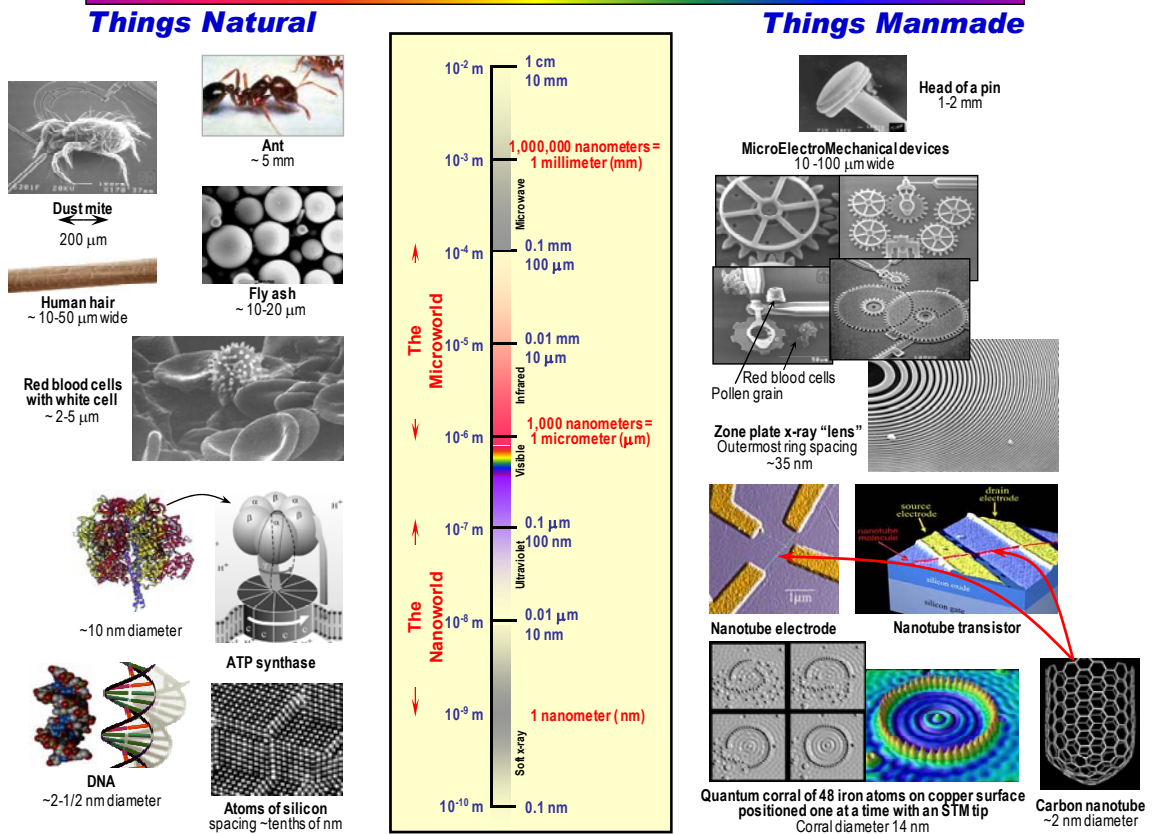 Things Natural
Things Manmade
Ant
~ 5 mm
Dust mite
200 μm
Human hair
~ 10-50 μm wide
Fly ash
~ 10-20 μm
Red blood cells
with white cell
~ 2-5 μm
~10 nm diameter
α
β
β
α
α
β
H+
H+
c
c
c
ATP synthase
DNA
~2-1/2 nm diameter
Atoms of silicon
spacing ~tenths of nm
The
Microworld
The
Nanoworld
10-2 m
1 cm
10 mm
10-3 m
1,000,000 nanometers =
1 millimeter (mm)
Microwave
10-4 m
0.1 mm
100 μm
10-5 m
0.01 mm
10 μm
Infrared
10-6 m
1,000 nanometers =
1 micrometer (μm)
Visible
10-7 m
0.1 μm
100 nm
Ultraviolet
10-8 m
0.01 μm
10 nm
10-9 m
1 nanometer (nm)
Soft x-ray
10-10 m
0.1 nm
Head of a pin
1-2 mm
MicroElectroMechanical devices
10 -100 μm wide
Red blood cells
Pollen grain
Zone plate x-ray “lens”
Outermost ring spacing
~35 nm
1μm
Nanotube electrode
drain
electrode
source
electrode
nanotube
molecule
silicon oxide
silicon gate
Nanotube transistor
Quantum corral of 48 iron atoms on copper surface
positioned one at a time with an STM tip
Corral diameter 14 nm
Carbon nanotube
~2 nm diameter